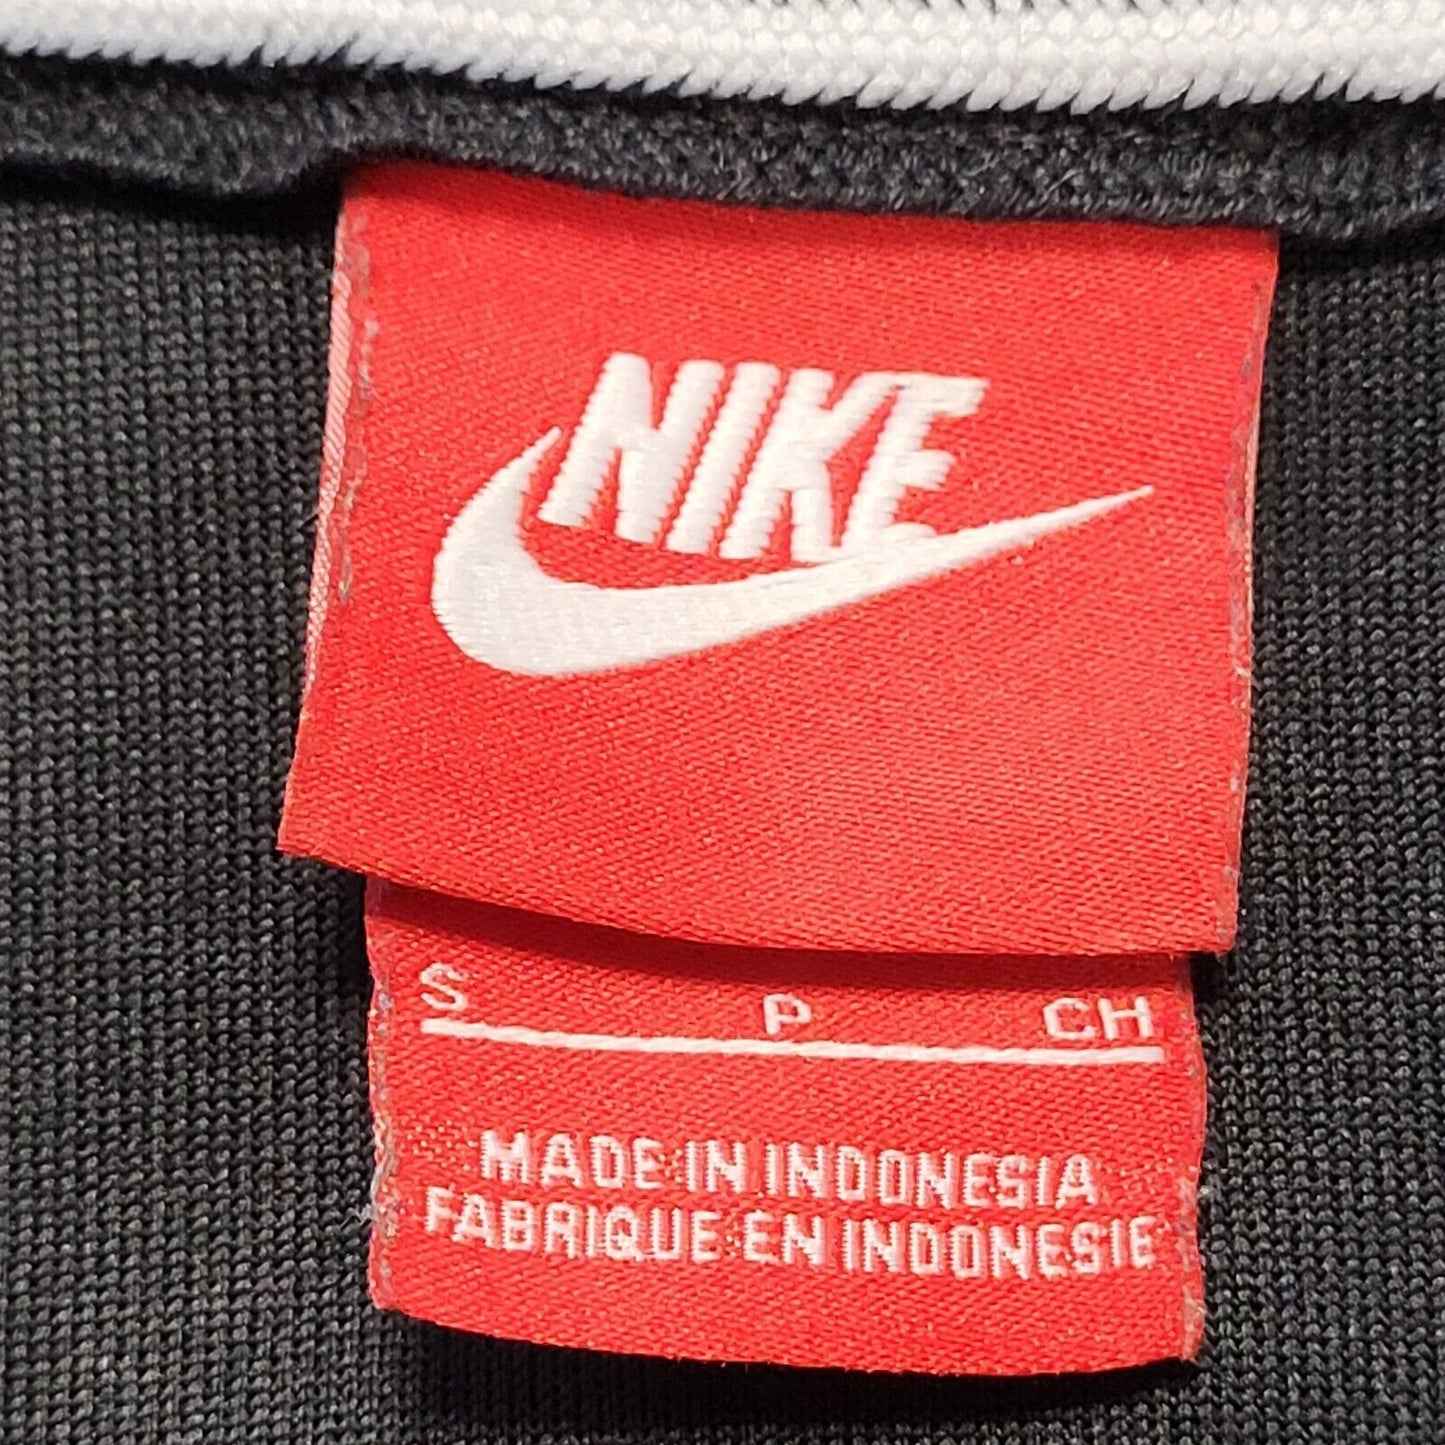 NIKE
S P CH
MADE IN INDONESIA
FABRIQUE EN INDONESIE